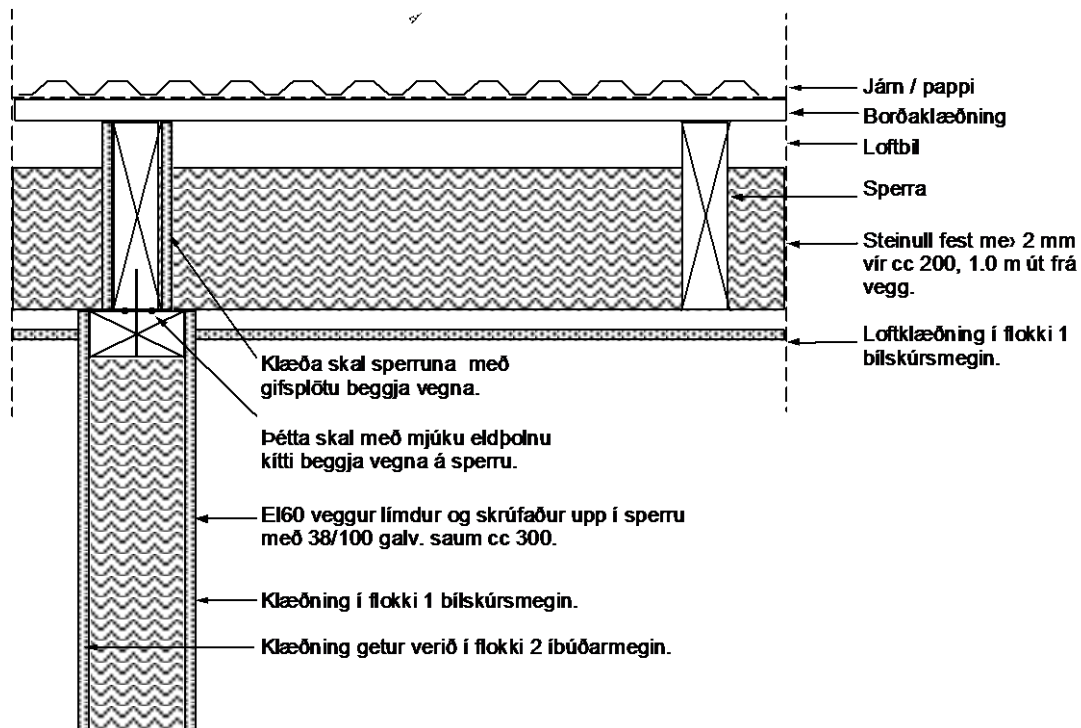 Járn / pappi
Borðaklæðning
Loftbil
Sperra
Steinull fest me› 2 mm
vír cc 200, 1.0 m út frá
vegg.
Loftklæðning í flokki 1
bílskúrsmegin.
Klæða skal sperruna með
gifsplötu beggja vegna.
Þétta skal með mjúku eldþolnu
kítti beggja vegna á sperru.
EI60 veggur límdur og skrúfaður upp í sperru
með 38/100 galv. saum cc 300.
Klæðning í flokki 1 bílskúrsmegin.
Klæðning getur verið í flokki 2 íbúðarmegin.